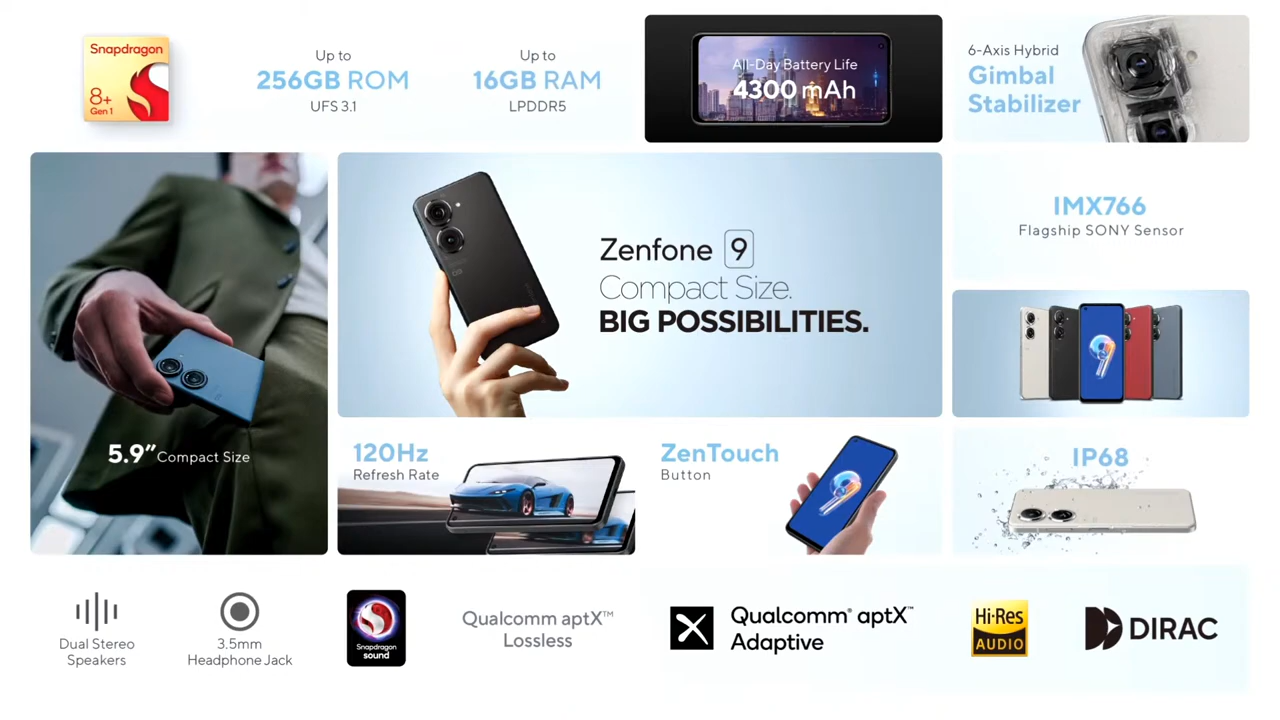 Snapdragon
8+
Gen 1
Up to
256GB ROM
UFS 3.1
Up to
16GB RAM
LPDDR5
All-Day Battery Life
4300 mAh
6-Axis Hybrid
Gimbal
Stabilizer
Zenfone 9
Compact Size.
BIG POSSIBILITIES.
IMX766
Flagship SONY Sensor
5.9” Compact Size
120Hz
Refresh Rate
ZenTouch
Button
IP68
Dual Stereo
Speakers
3.5mm
Headphone Jack
Snapdragon
sound
Qualcomm aptX™
Lossless
Qualcomm® aptX™
Adaptive
Hi-Res
AUDIO
DIRAC